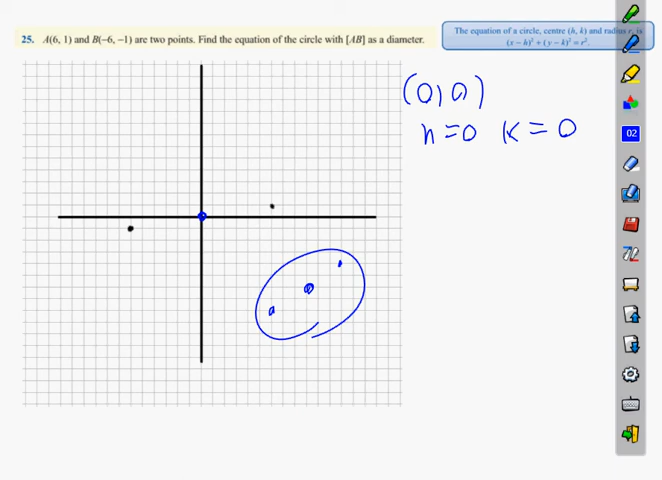 25. A(6, 1) and B(−6, −1) are two points. Find the equation of the circle with [AB] as a diameter.
The equation of a circle, centre (h, k) and radius r, is
(x − h)² + (y − k)² = r².
(0, 0)
h = 0 K = 0
02